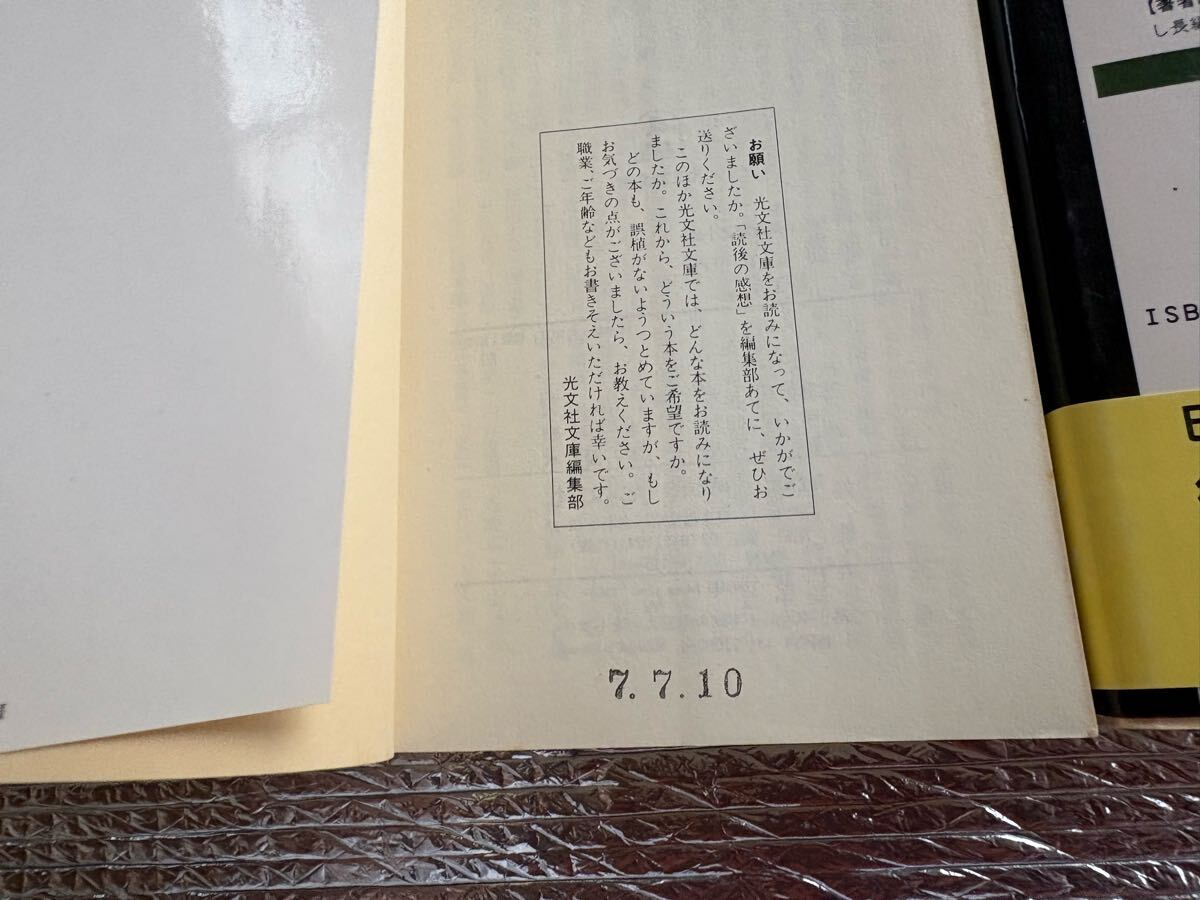 お願い　光文社文庫をお読みになって、いかがでご
ざいましたか。「読後の感想」を編集部あてに、ぜひお
送りください。
このほか光文社文庫では、どんな本をお読みになり
ましたか。これから、どういう本をご希望ですか。
どの本も、誤植がないようつとめていますが、もし
お気づきの点がございましたら、お教えください。ご
職業、ご年齢などもお書きそえいただければ幸いです。
光文社文庫編集部
7.7.10
【著者
し長編
ISB